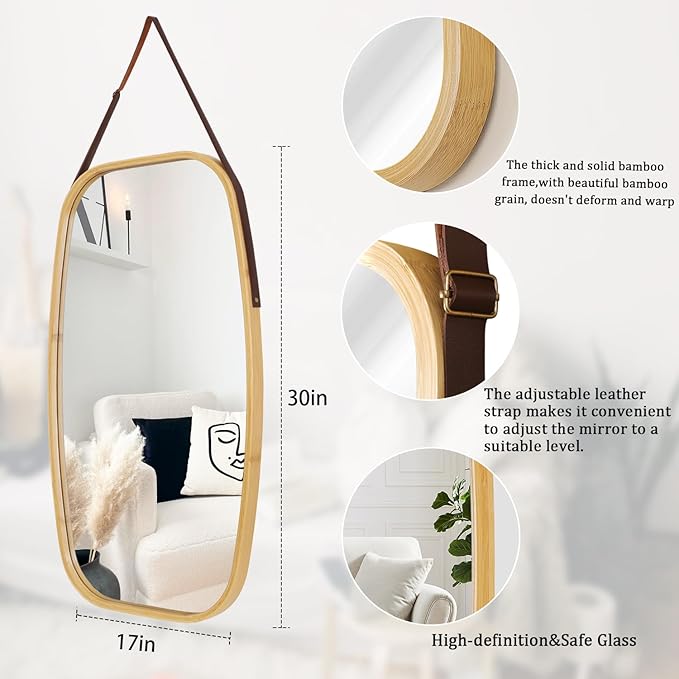 The thick and solid bamboo
frame,with beautiful bamboo
grain, doesn't deform and warp
30in
The adjustable leather
strap makes it convenient
to adjust the mirror to a
suitable level.
17in
High-definition&Safe Glass